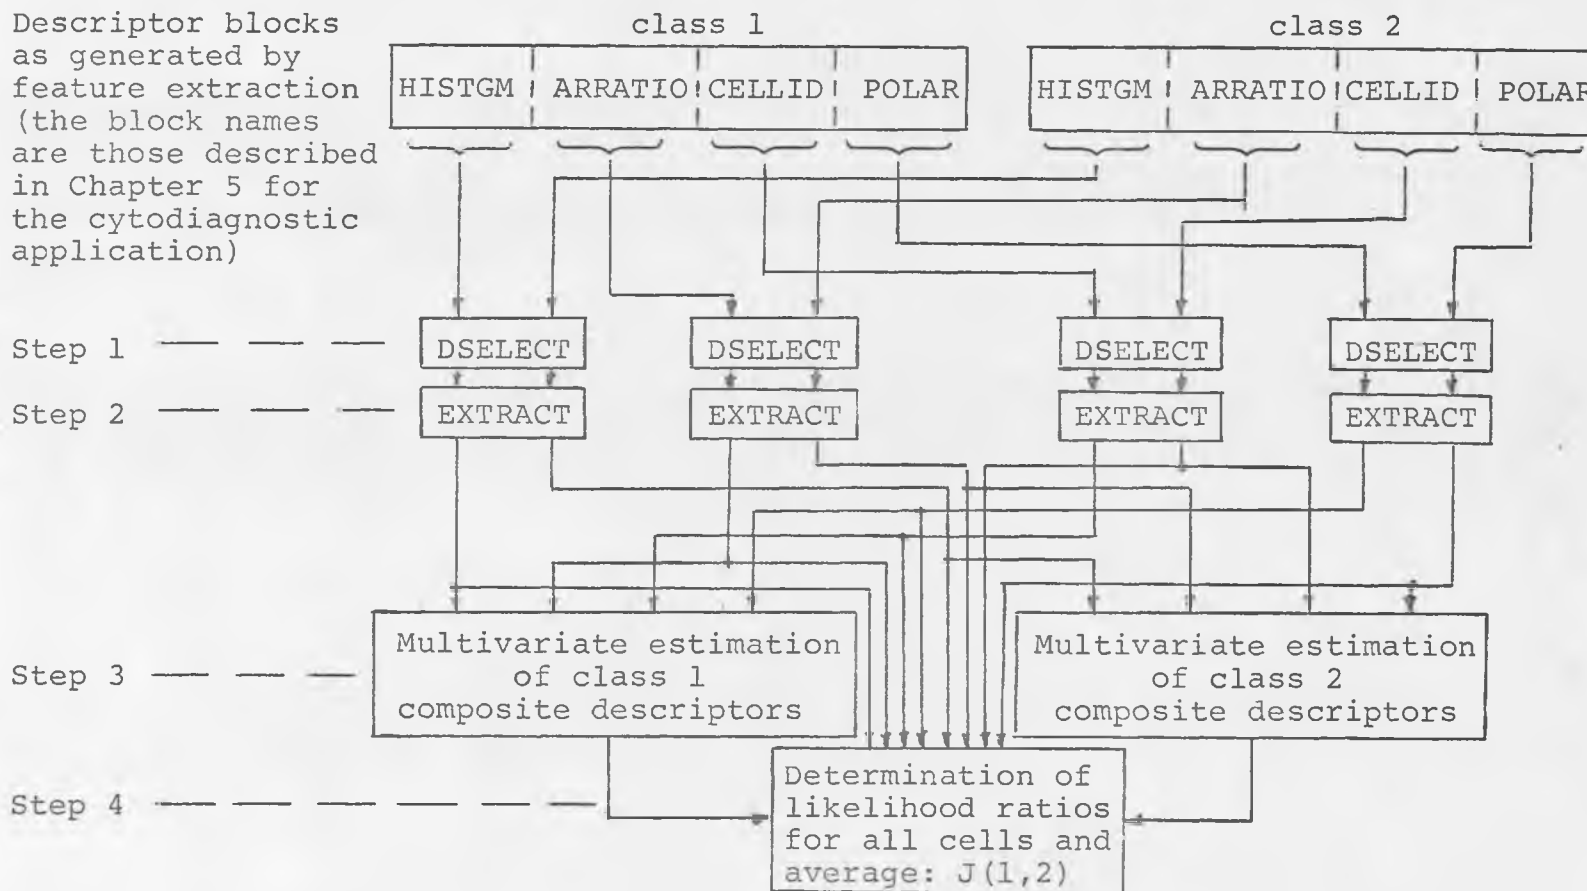 Descriptor blocks
as generated by
feature extraction
(the block names
are those described
in Chapter 5 for
the cytodiagnostic
application)
class 1
HISTGM ARRATIO CELLID POLAR
class 2
HISTGM ARRATIO CELLID POLAR
Step 1
DSELECT DSELECT DSELECT DSELECT
Step 2
EXTRACT EXTRACT EXTRACT EXTRACT
Step 3
Multivariate estimation
of class 1
composite descriptors
Multivariate estimation
of class 2
composite descriptors
Step 4
Determination of
likelihood ratios
for all cells and
average: J(1,2)